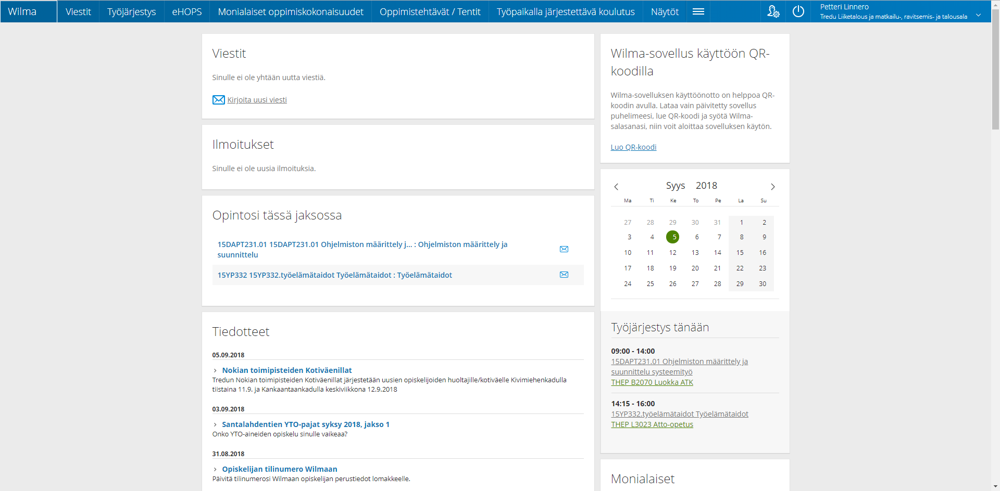 Wilma
Viestit
Työjärjestys
eHOPS
Monialaiset oppimiskokonaisuudet
Oppimistehtävät / Tentit
Työpaikalla järjestettävä koulutus
Näytöt
Petteri Linnero
Tredu Liiketalous ja matkailu-, ravitsemis- ja talousala
Viestit
Sinulle ei ole yhtään uutta viestiä.
Kirjoita uusi viesti
Ilmoitukset
Sinulle ei ole uusia ilmoituksia.
Opintosi tässä jaksossa
15DAPT231.01 15DAPT231.01 Ohjelmiston määrittely j... : Ohjelmiston määrittely ja
suunnittelu
15YP332 15YP332.työelämätaidot Työelämätaidot : Työelämätaidot
Tiedotteet
05.09.2018
Nokian toimipisteiden Kotiväenillat
Tredun Nokian toimipisteiden Kotiväenillat järjestetään uusien opiskelijoiden huoltajille/kotiväelle Kivimiehenkadulla
tiistaina 11.9. ja Kankaantaankadulla keskiviikkona 12.9.2018
03.09.2018
Santalahdentien YTO-pajat syksy 2018, jakso 1
Onko YTO-aineiden opiskelu sinulle vaikeaa?
31.08.2018
Opiskelijan tilinumero Wilmaan
Päivitä tilinumerosi Wilmaan opiskelijan perustiedot lomakkeelle.
Wilma-sovellus käyttöön QR-
koodilla
Wilma-sovelluksen käyttöönotto on helppoa QR-
koodin avulla. Lataa vain päivitetty sovellus
puhelimeesi, lue QR-koodi ja syötä Wilma-
salasanasi, niin voit aloittaa sovelluksen käytön.
Luo QR-koodi
Syys 2018
Ma Ti Ke To Pe La Su
27 28 29 30 31 1 2
3 4 5 6 7 8 9
10 11 12 13 14 15 16
17 18 19 20 21 22 23
24 25 26 27 28 29 30
Työjärjestys tänään
09:00 - 14:00
15DAPT231.01 Ohjelmiston määrittely ja
suunnittelu systeemityö
THEP B2070 Luokka ATK
14:15 - 16:00
15YP332.työelämätaidot Työelämätaidot
THEP L3023 Atto-opetus
Monialaiset